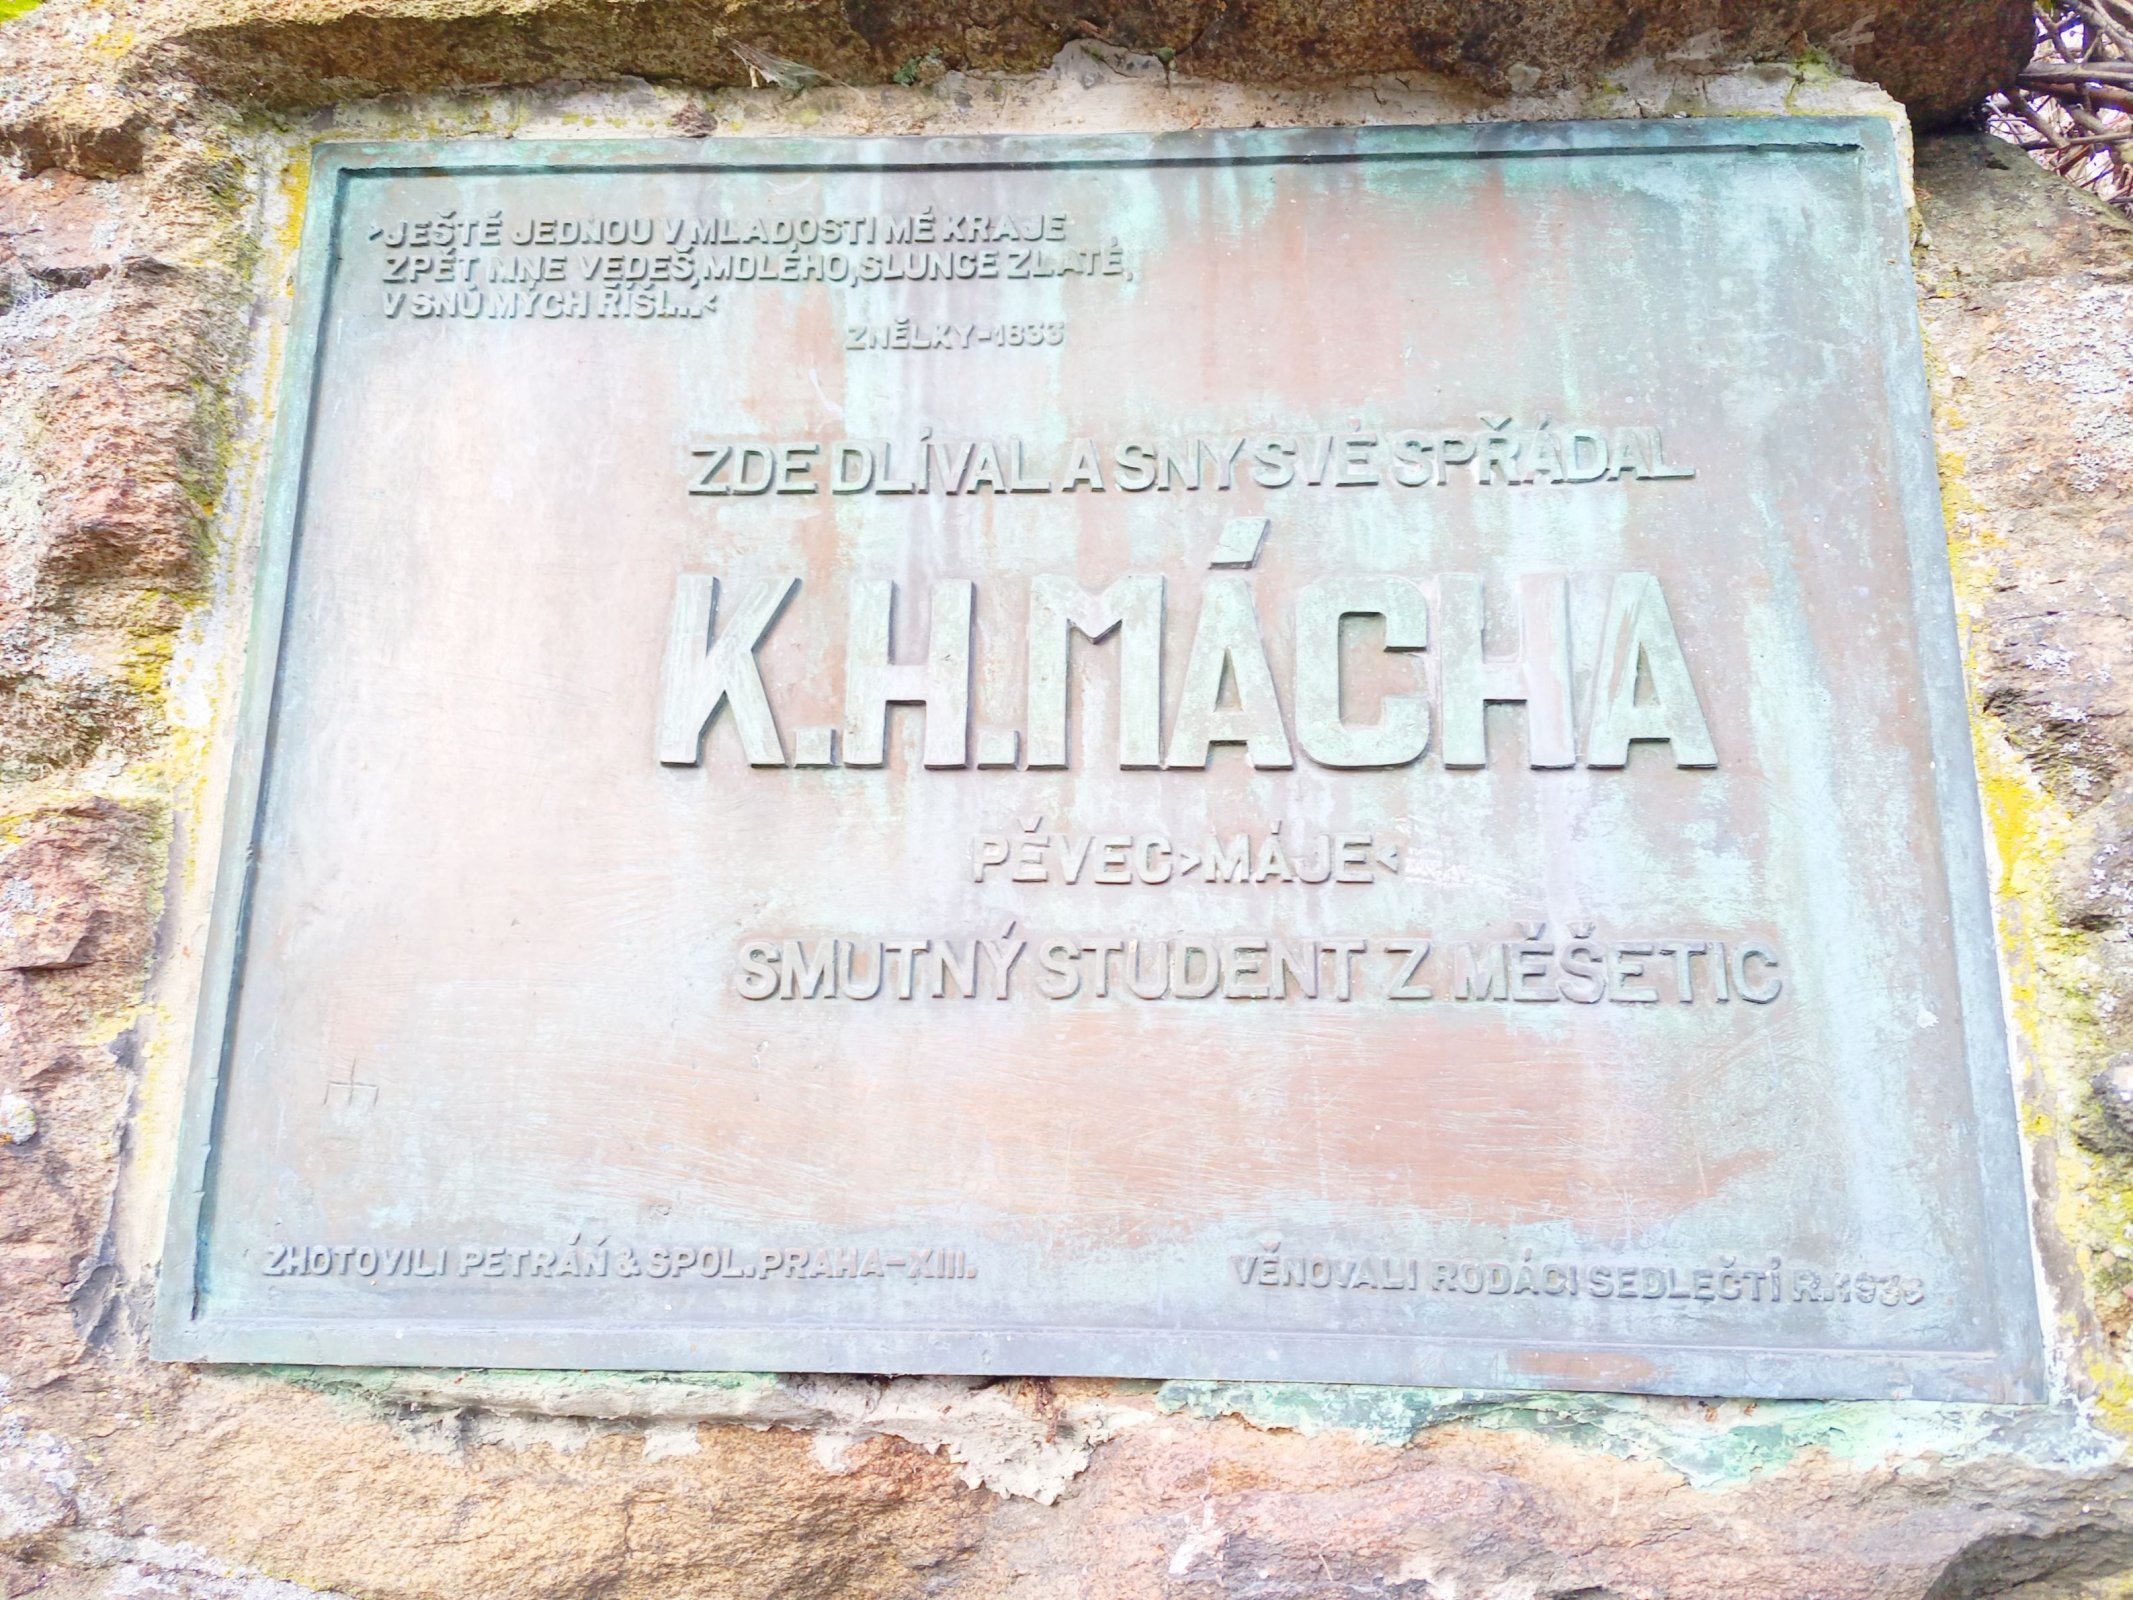 >JEŠTĚ JEDNOU V MLADOSTI MÉ KRAJE
ZPĚT MNE VEDEŠ, MDLÉHO, SLUNCE ZLATÉ,
V SNŮ MÝCH ŘÍŠI...<
ZNĚLKY-1833
ZDE DLÍVAL A SNY SVÉ SPŘÁDAL
K.H.MÁCHA
PĚVEC >MÁJE<
SMUTNÝ STUDENT Z MĚŠETIC
ZHOTOVILI PETRÁŇ & SPOL. PRAHA-XIII.
VĚNOVALI RODÁCI SEDLEČTÍ R.1936